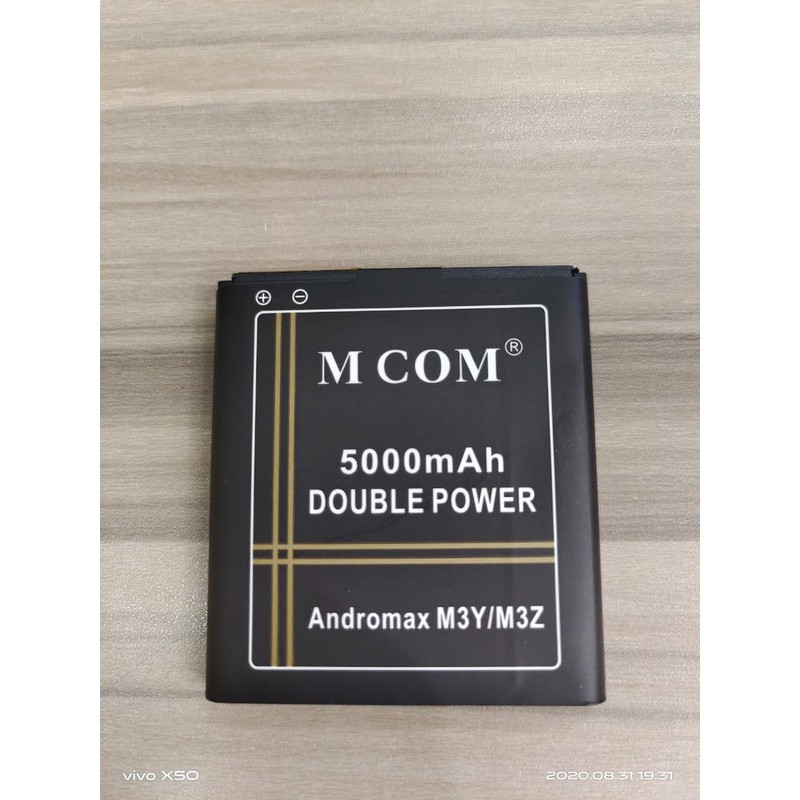 ⊕ ⊖
M COM®
5000mAh
DOUBLE POWER
Andromax M3Y/M3Z
vivo X50
2020.08.31 19:31